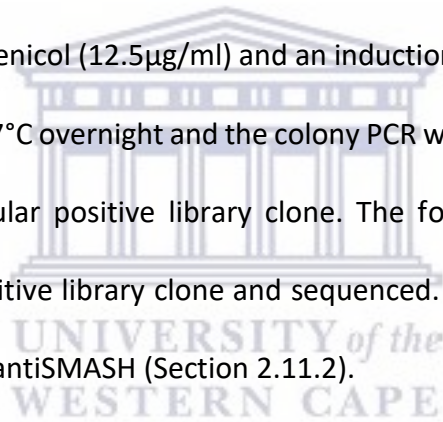 enicol (12.5µg/ml) and an induction
7°C overnight and the colony PCR w
ular positive library clone. The fo
itive library clone and sequenced.
UNIVERSITY of the
antiSMASH (Section 2.11.2).
WESTERN CAPE